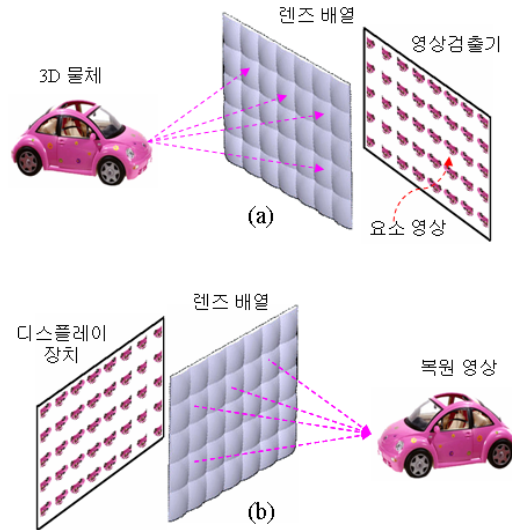 렌즈 배열
영상검출기
3D 물체
(a)
요소 영상
렌즈 배열
디스플레이
장치
복원 영상
(b)